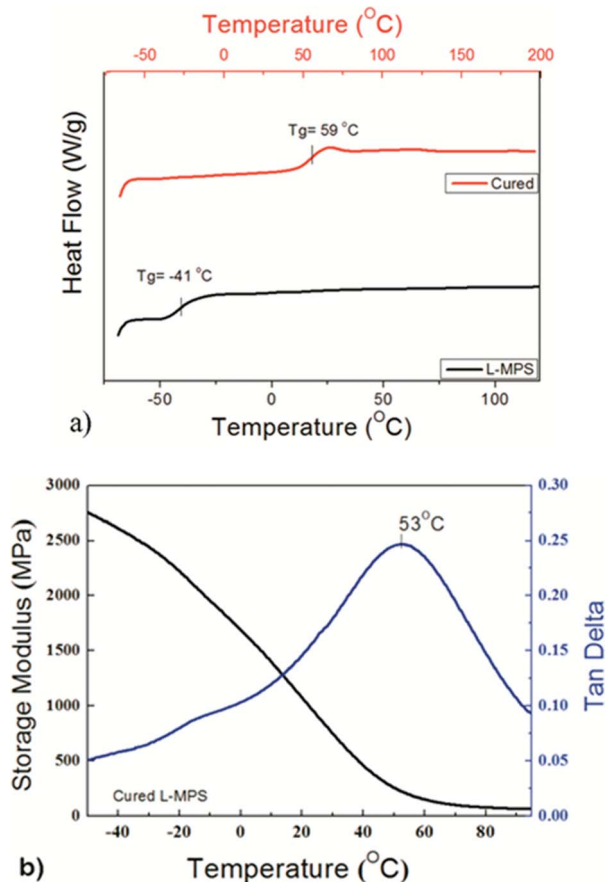 Temperature (°C)
-50 0 50 100 150 200
Heat Flow (W/g)
Tg= 59 °C
Cured
Tg= -41 °C
L-MPS
-50 0 50 100
a) Temperature (°C)
3000 0.30
2500 0.25
2000 0.20
1500 0.15
1000 0.10
500 0.05
0 0.00
Storage Modulus (MPa)
Tan Delta
53°C
Cured L-MPS
-40 -20 0 20 40 60 80
b) Temperature (°C)